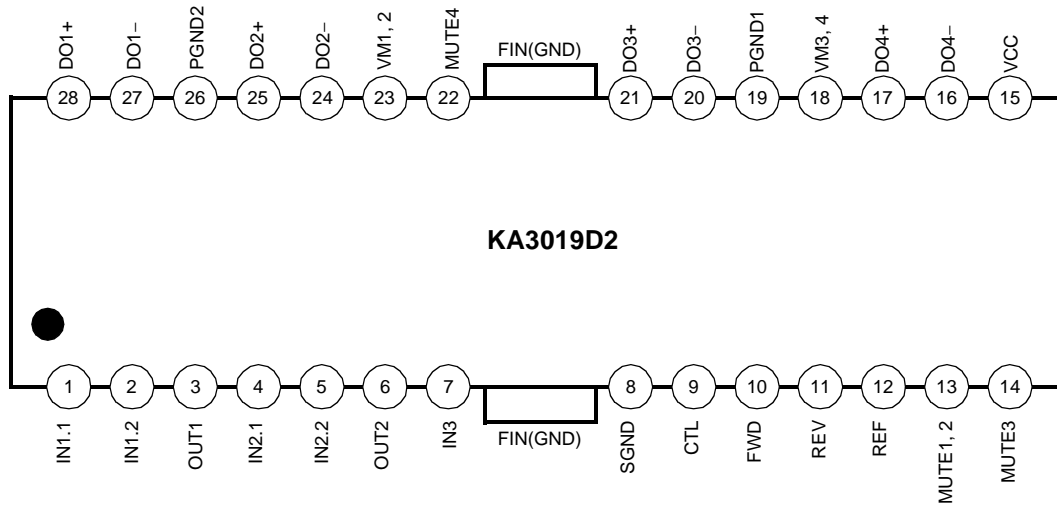 DO1+
DO1−
PGND2
DO2+
DO2−
VM1, 2
MUTE4
FIN(GND)
DO3+
DO3−
PGND1
VM3, 4
DO4+
DO4−
VCC
28
27
26
25
24
23
22
21
20
19
18
17
16
15
KA3019D2
1
2
3
4
5
6
7
8
9
10
11
12
13
14
IN1.1
IN1.2
OUT1
IN2.1
IN2.2
OUT2
IN3
FIN(GND)
SGND
CTL
FWD
REV
REF
MUTE1, 2
MUTE3